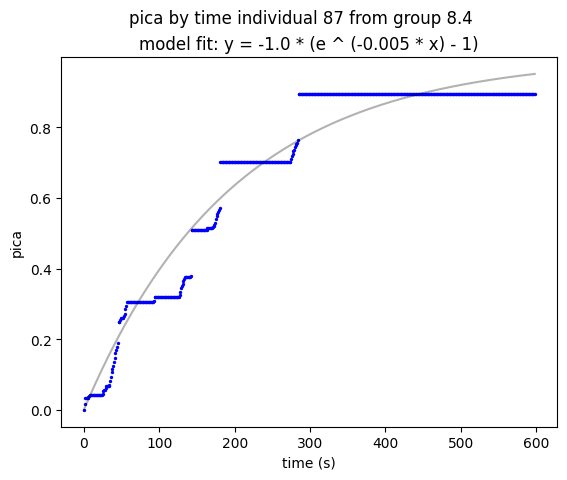 pica by time individual 87 from group 8.4
model fit: y = -1.0 * (e ^ (-0.005 * x) - 1)
0.8
0.6
0.4
0.2
0.0
pica
0 100 200 300 400 500 600
time (s)